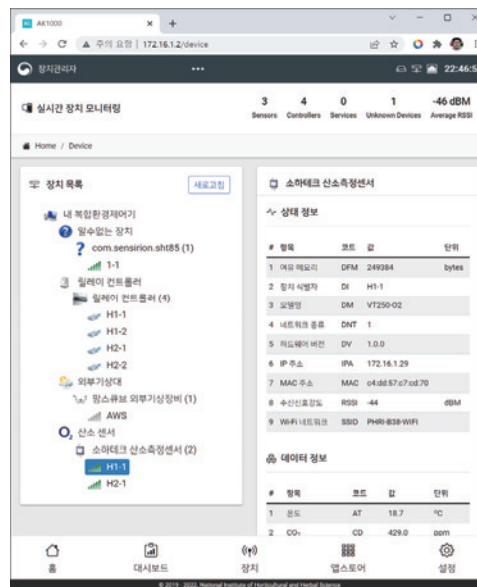 AK1000
주의 요함 | 172.16.1.2/device
장치관리자
22:46:5
실시간 장치 모니터링
3 4 0 1 -46 dBM
Sensors Controllers Services Unknown Devices Average RSSI
Home / Device
장치 목록
새로고침
내 복합환경제어기
알수없는 장치
com.sensirion.sht85 (1)
1-1
릴레이 컨트롤러
릴레이 컨트롤러 (4)
H1-1
H1-2
H2-1
H2-2
외부기상대
팜스큐브 외부기상장비 (1)
AWS
O₂ 산소 센서
소하테크 산소측정센서 (2)
H1-1
H2-1
소하테크 산소측정센서
상태 정보
# 항목 코드 값 단위
1 여유 메모리 DFM 249384 bytes
2 장치 식별자 DI H1-1
3 모델명 DM VT250-O2
4 네트워크 종류 DNT 1
5 하드웨어 버전 DV 1.0.0
6 IP 주소 IPA 172.16.1.29
7 MAC 주소 MAC c4:dd:57:c7:cd:70
8 수신신호강도 RSSI -44 dBM
9 Wi-Fi 네트워크 SSID PHRI-B38-WIFI
데이터 정보
# 항목 코드 값 단위
1 온도 AT 18.7 ºC
2 CO₂ CD 429.0 ppm
홈 대시보드 장치 앱스토어 설정
© 2019 - 2022. National Institute of Horticultural and Herbal Science